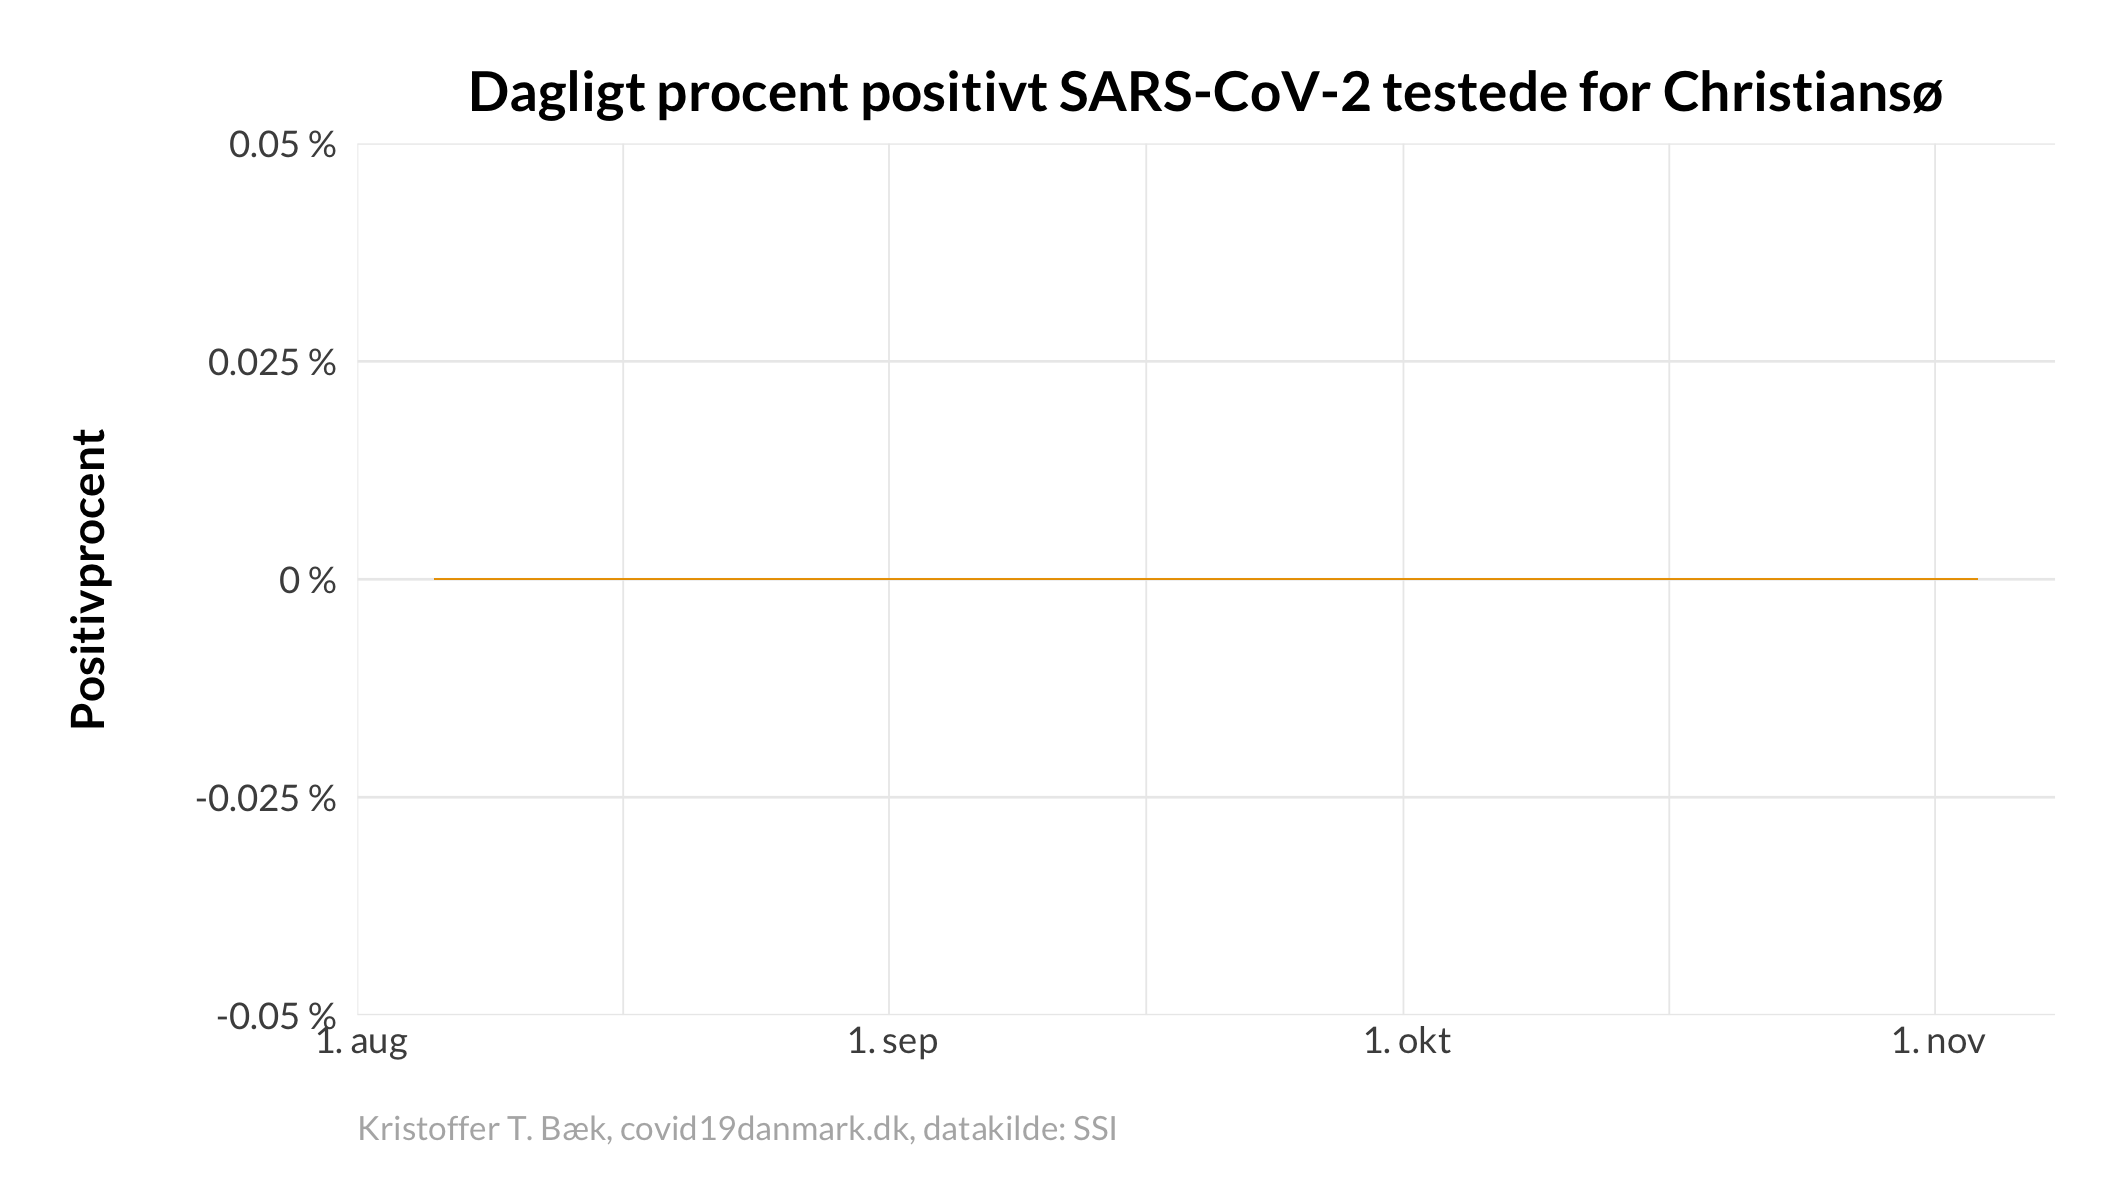 Dagligt procent positivt SARS-CoV-2 testede for Christiansø
Positivprocent
0.05 %
0.025 %
0 %
-0.025 %
-0.05 %
1. aug
1. sep
1. okt
1. nov
Kristoffer T. Bæk, covid19danmark.dk, datakilde: SSI